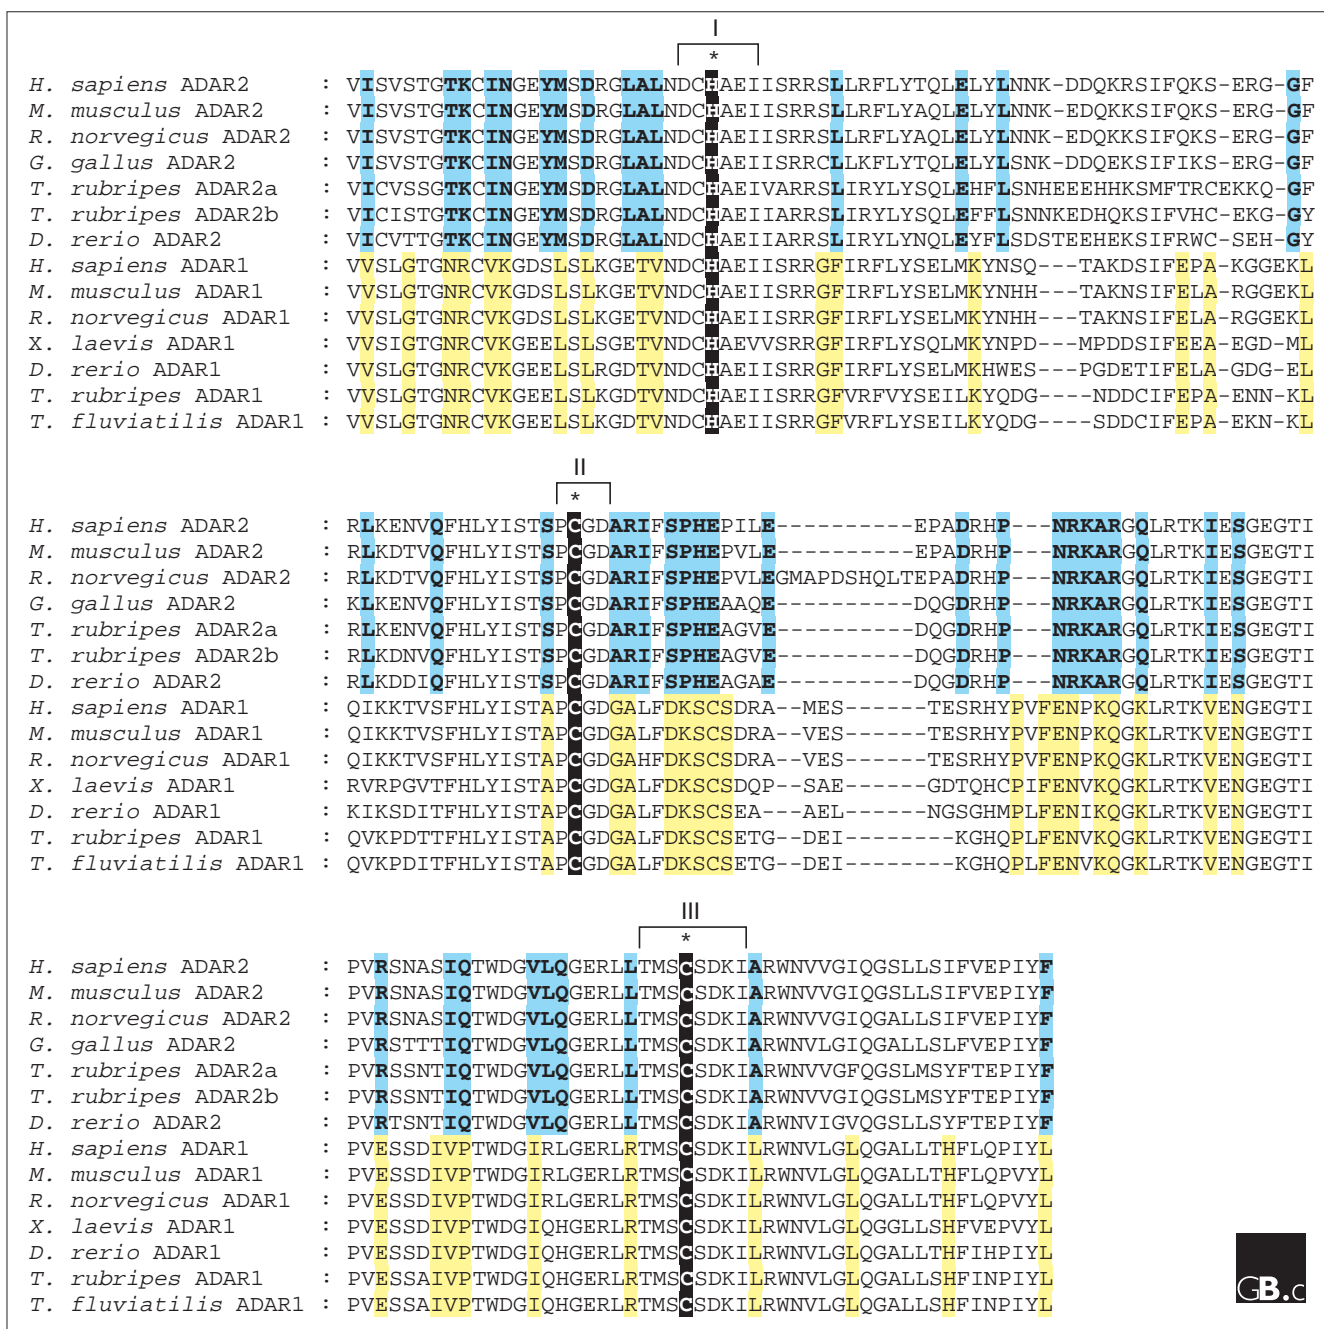 I
*
H. sapiens ADAR2 : VISVSTGTKCINGEYMSDRGLALNDCHAEIISRRSLLRFLYTQLELYLNNK-DDQKRSIFQKS-ERG-GF
M. musculus ADAR2 : VISVSTGTKCINGEYMSDRGLALNDCHAEIISRRSLLRFLYAQLELYLNNK-EDQKRSIFQKS-ERG-GF
R. norvegicus ADAR2 : VISVSTGTKCINGEYMSDRGLALNDCHAEIISRRSLLRFLYAQLELYLNNK-EDQKRSIFQKS-ERG-GF
G. gallus ADAR2 : VISVSTGTKCINGEYMSDRGLALNDCHAEIISRRCLLKFLYTQLELYLSNK-DDQEKSIFIKS-ERG-GF
T. rubripes ADAR2a : VICVSSGTKCINGEYMSDRGLALNDCHAEIVARRSLIRYLYSQLEHFLSNHEEEHHKSMFTRCEKKQ-GF
T. rubripes ADAR2b : VICISTGTKCINGEYMSDRGLALNDCHAEIIARRSLIRYLYSQLEFFLSNNKEDHQKSIFVHC-EKG-GY
D. rerio ADAR2 : VICVTTGTKCINGEYMSDRGLALNDCHAEIIARRSLIRYLYNQLEYFLSDSTEEHEKSIFRWC-SEH-GY
H. sapiens ADAR1 : VVSLGTGNRCVKGDSLSLKGETVNDCHAEIISRRGFIRFLYSELMKYNSQ---TAKDSIFEPA-KGGEKL
M. musculus ADAR1 : VVSLGTGNRCVKGDSLSLKGETVNDCHAEIISRRGFIRFLYSELMKYNHH---TAKNSIFELA-RGGEKL
R. norvegicus ADAR1 : VVSLGTGNRCVKGDSLSLKGETVNDCHAEIISRRGFIRFLYSELMKYNHH---TAKNSIFELA-RGGEKL
X. laevis ADAR1 : VVSIGTGNRCVKGEELSLSGETVNDCHAEVVSRRGFIRFLYSQLMKYNPD---MPDDSIFEEA-EGD-ML
D. rerio ADAR1 : VVSLGTGNRCVKGEELSLRGDTVNDCHAEIISRRGFIRFLYSELMKHWES---PGDETIFELA-GDG-EL
T. rubripes ADAR1 : VVSLGTGNRCVKGEELSLKGDTVNDCHAEIISRRGFVRFVYSEILKYQDG----NDDCIFEPA-ENN-KL
T. fluviatilis ADAR1 : VVSLGTGNRCVKGEELSLKGDTVNDCHAEIISRRGFVRFLYSEILKYQDG----SDDCIFEPA-EKN-KL
II
*
H. sapiens ADAR2 : RLKENVQFHLYISTSPCGDARIFSPHEPILE----------EPADRHP---NRKARGQLRTKIESGEGTI
M. musculus ADAR2 : RLKDTVQFHLYISTSPCGDARIFSPHEPVLE----------EPADRHP---NRKARGQLRTKIESGEGTI
R. norvegicus ADAR2 : RLKDTVQFHLYISTSPCGDARIFSPHEPVLEGMAPDSHQLTEPADRHP---NRKARGQLRTKIESGEGTI
G. gallus ADAR2 : KLKENVQFHLYISTSPCGDARIFSPHEAAQE----------DQGDRHP---NRKARGQLRTKIESGEGTI
T. rubripes ADAR2a : RLKENVQFHLYISTSPCGDARIFSPHEAGVE----------DQGDRHP---NRKARGQLRTKIESGEGTI
T. rubripes ADAR2b : RLKDNVQFHLYISTSPCGDARIFSPHEAGVE----------DQGDRHP---NRKARGQLRTKIESGEGTI
D. rerio ADAR2 : RLKDDIQFHLYISTSPCGDARIFSPHEAGAE----------DQGDRHP---NRKARGQLRTKIESGEGTI
H. sapiens ADAR1 : QIKKTVSFHLYISTAPCGDGALFDKSCSDRA--MES------TESRHYPVFENPKQGKLRTKVENGEGTI
M. musculus ADAR1 : QIKKTVSFHLYISTAPCGDGALFDKSCSDRA--VES------TESRHYPVFENPKQGKLRTKVENGEGTI
R. norvegicus ADAR1 : QIKKTVSFHLYISTAPCGDGAHFDKSCSDRA--VES------TESRHYPVFENPKQGKLRTKVENGEGTI
X. laevis ADAR1 : RVRPGVTFHLYISTAPCGDGALFDKSCSDQP--SAE------GDTQHCPIFENVKQGKLRTKVENGEGTI
D. rerio ADAR1 : KIKSDITFHLYISTAPCGDGALFDKSCSEA---AEL------NGSGHMPLFENIKQGKLRTKVENGEGTI
T. rubripes ADAR1 : QVKPDTTFHLYISTAPCGDGALFDKSCSETG--DEI--------KGHQPLFENVKQGKLRTKVENGEGTI
T. fluviatilis ADAR1 : QVKPDITFHLYISTAPCGDGALFDKSCSETG--DEI--------KGHQPLFENVKQGKLRTKVENGEGTI
III
*
H. sapiens ADAR2 : PVRSNASIQTWDGVLQGERLLTMSCSDKIARWNVVGIQGSLLSIFVEPIYF
M. musculus ADAR2 : PVRSNASIQTWDGVLQGERLLTMSCSDKIARWNVVGIQGSLLSIFVEPIYF
R. norvegicus ADAR2 : PVRSNASIQTWDGVLQGERLLTMSCSDKIARWNVVGIQGSLLSIFVEPIYF
G. gallus ADAR2 : PVRSTTTIQTWDGVLQGERLLTMSCSDKIARWNVLGIQGALLSLFVEPIYF
T. rubripes ADAR2a : PVRSSNTIQTWDGVLQGERLLTMSCSDKIARWNVVGFQGSLMSYFTEPIYF
T. rubripes ADAR2b : PVRSSNTIQTWDGVLQGERLLTMSCSDKIARWNVVGIQGSLMSYFTEPIYF
D. rerio ADAR2 : PVRTSNTIQTWDGVLQGERLLTMSCSDKIARWNVIGVQGSLLSYFTEPIYF
H. sapiens ADAR1 : PVESSDIVPTWDGIRLGERLRTMSCSDKILRWNVLGLQGALLTHFLQPIYL
M. musculus ADAR1 : PVESSDIVPTWDGIRLGERLRTMSCSDKILRWNVLGLQGALLTHFLQPVYL
R. norvegicus ADAR1 : PVESSDIVPTWDGIRLGERLRTMSCSDKILRWNVLGLQGALLTHFLQPVYL
X. laevis ADAR1 : PVESSDIVPTWDGIQHGERLRTMSCSDKILRWNVLGLQGGLLSHFVEPVYL
D. rerio ADAR1 : PVESSDIVPTWDGIQHGERLRTMSCSDKILRWNVLGLQGALLTHFIHPIYL
T. rubripes ADAR1 : PVESSAIVPTWDGIQHGERLRTMSCSDKILRWNVLGLQGALLSHFINPIYL
T. fluviatilis ADAR1 : PVESSAIVPTWDGIQHGERLRTMSCSDKILRWNVLGLQGALLSHFINPIYL
GB.c